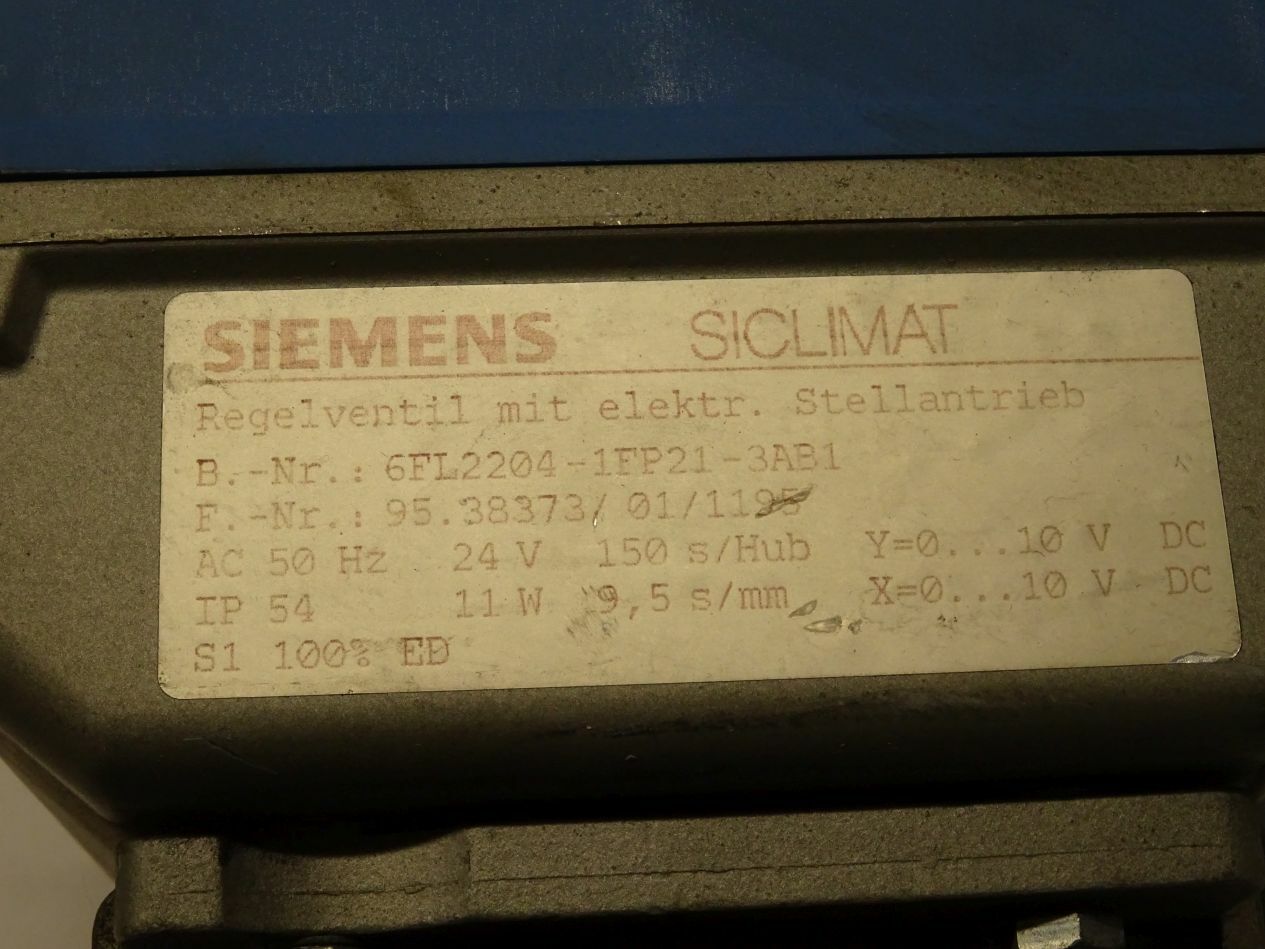 SIEMENS SICLIMAT
Regelventil mit elektr. Stellantrieb
B.-Nr.: 6FL2204-1FP21-3AB1
F.-Nr.: 95.38373/ 01/1195
AC 50 Hz 24 V 150 s/Hub Y=0...10 V DC
IP 54 11 W 9,5 s/mm X=0...10 V DC
S1 100% ED